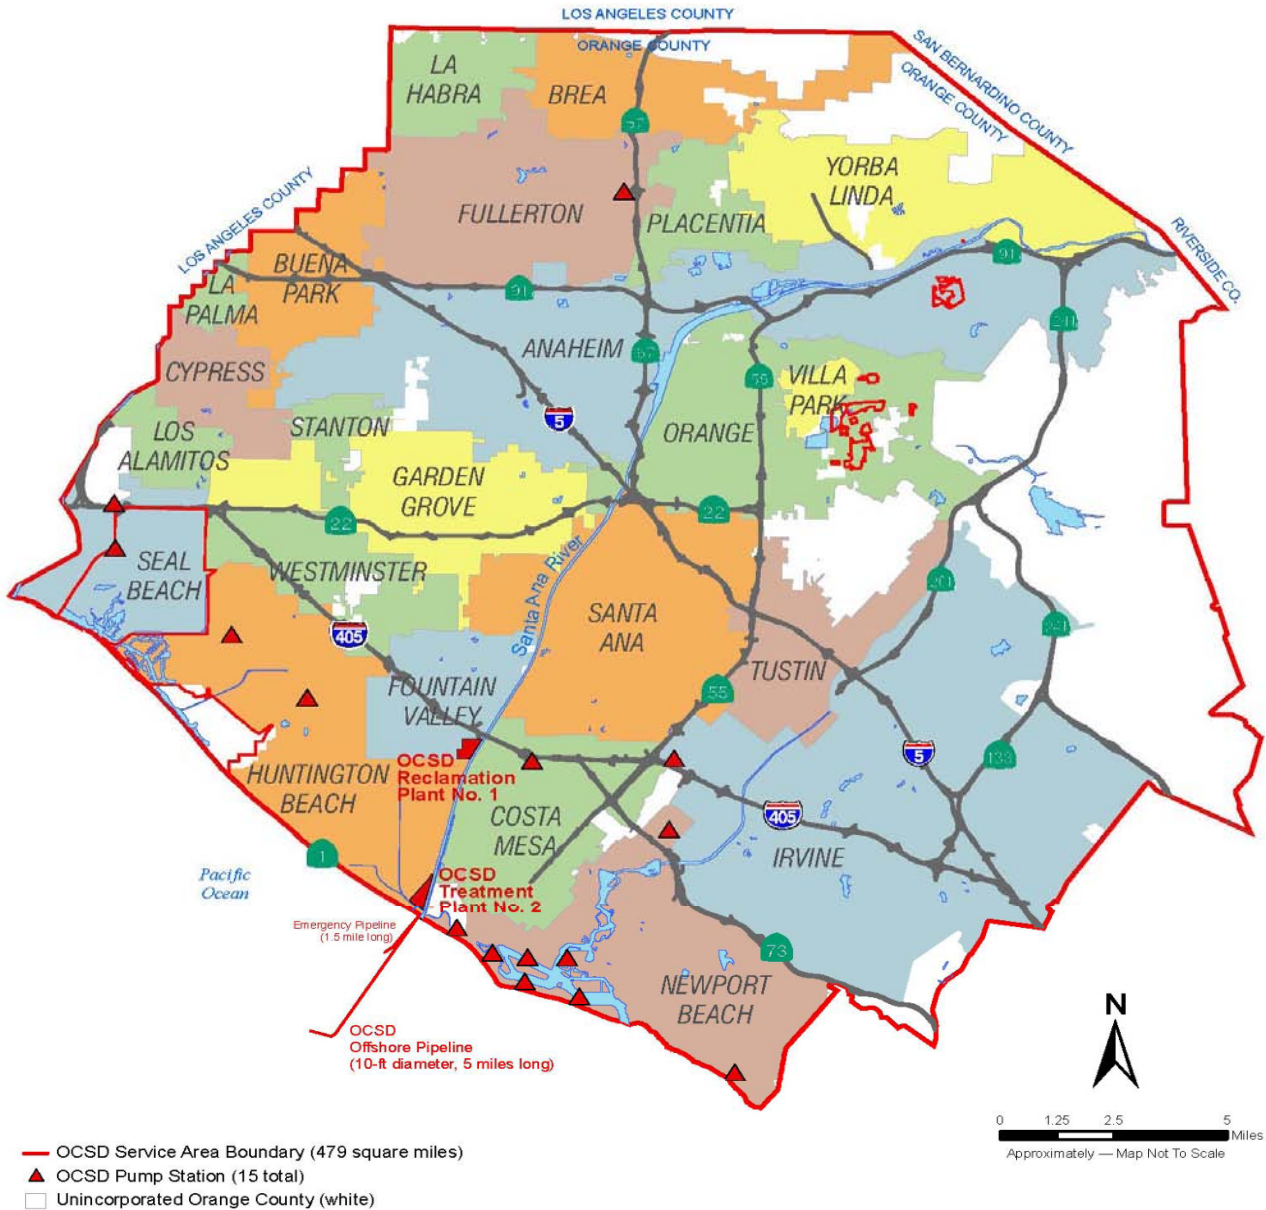 LOS ANGELES COUNTY
ORANGE COUNTY
SAN BERNARDINO COUNTY
ORANGE COUNTY
LA
HABRA
BREA
57
YORBA
LINDA
FULLERTON
PLACENTIA
LOS ANGELES COUNTY
RIVERSIDE CO.
BUENA
PARK
91
91
LA
PALMA
241
ANAHEIM
57
CYPRESS
55
VILLA
PARK
5
STANTON
LOS
ALAMITOS
ORANGE
GARDEN
GROVE
22
22
SEAL
BEACH
WESTMINSTER
Santa Ana River
SANTA
ANA
405
TUSTIN
FOUNTAIN
VALLEY
55
5
133
OCSD
Reclamation
Plant No. 1
HUNTINGTON
BEACH
COSTA
MESA
405
IRVINE
1
Pacific
Ocean
OCSD
Treatment
Plant No. 2
Emergency Pipeline
(1.5 mile long)
73
NEWPORT
BEACH
OCSD
Offshore Pipeline
(10-ft diameter, 5 miles long)
N
0 1.25 2.5 5
Miles
Approximately — Map Not To Scale
OCSD Service Area Boundary (479 square miles)
OCSD Pump Station (15 total)
Unincorporated Orange County (white)